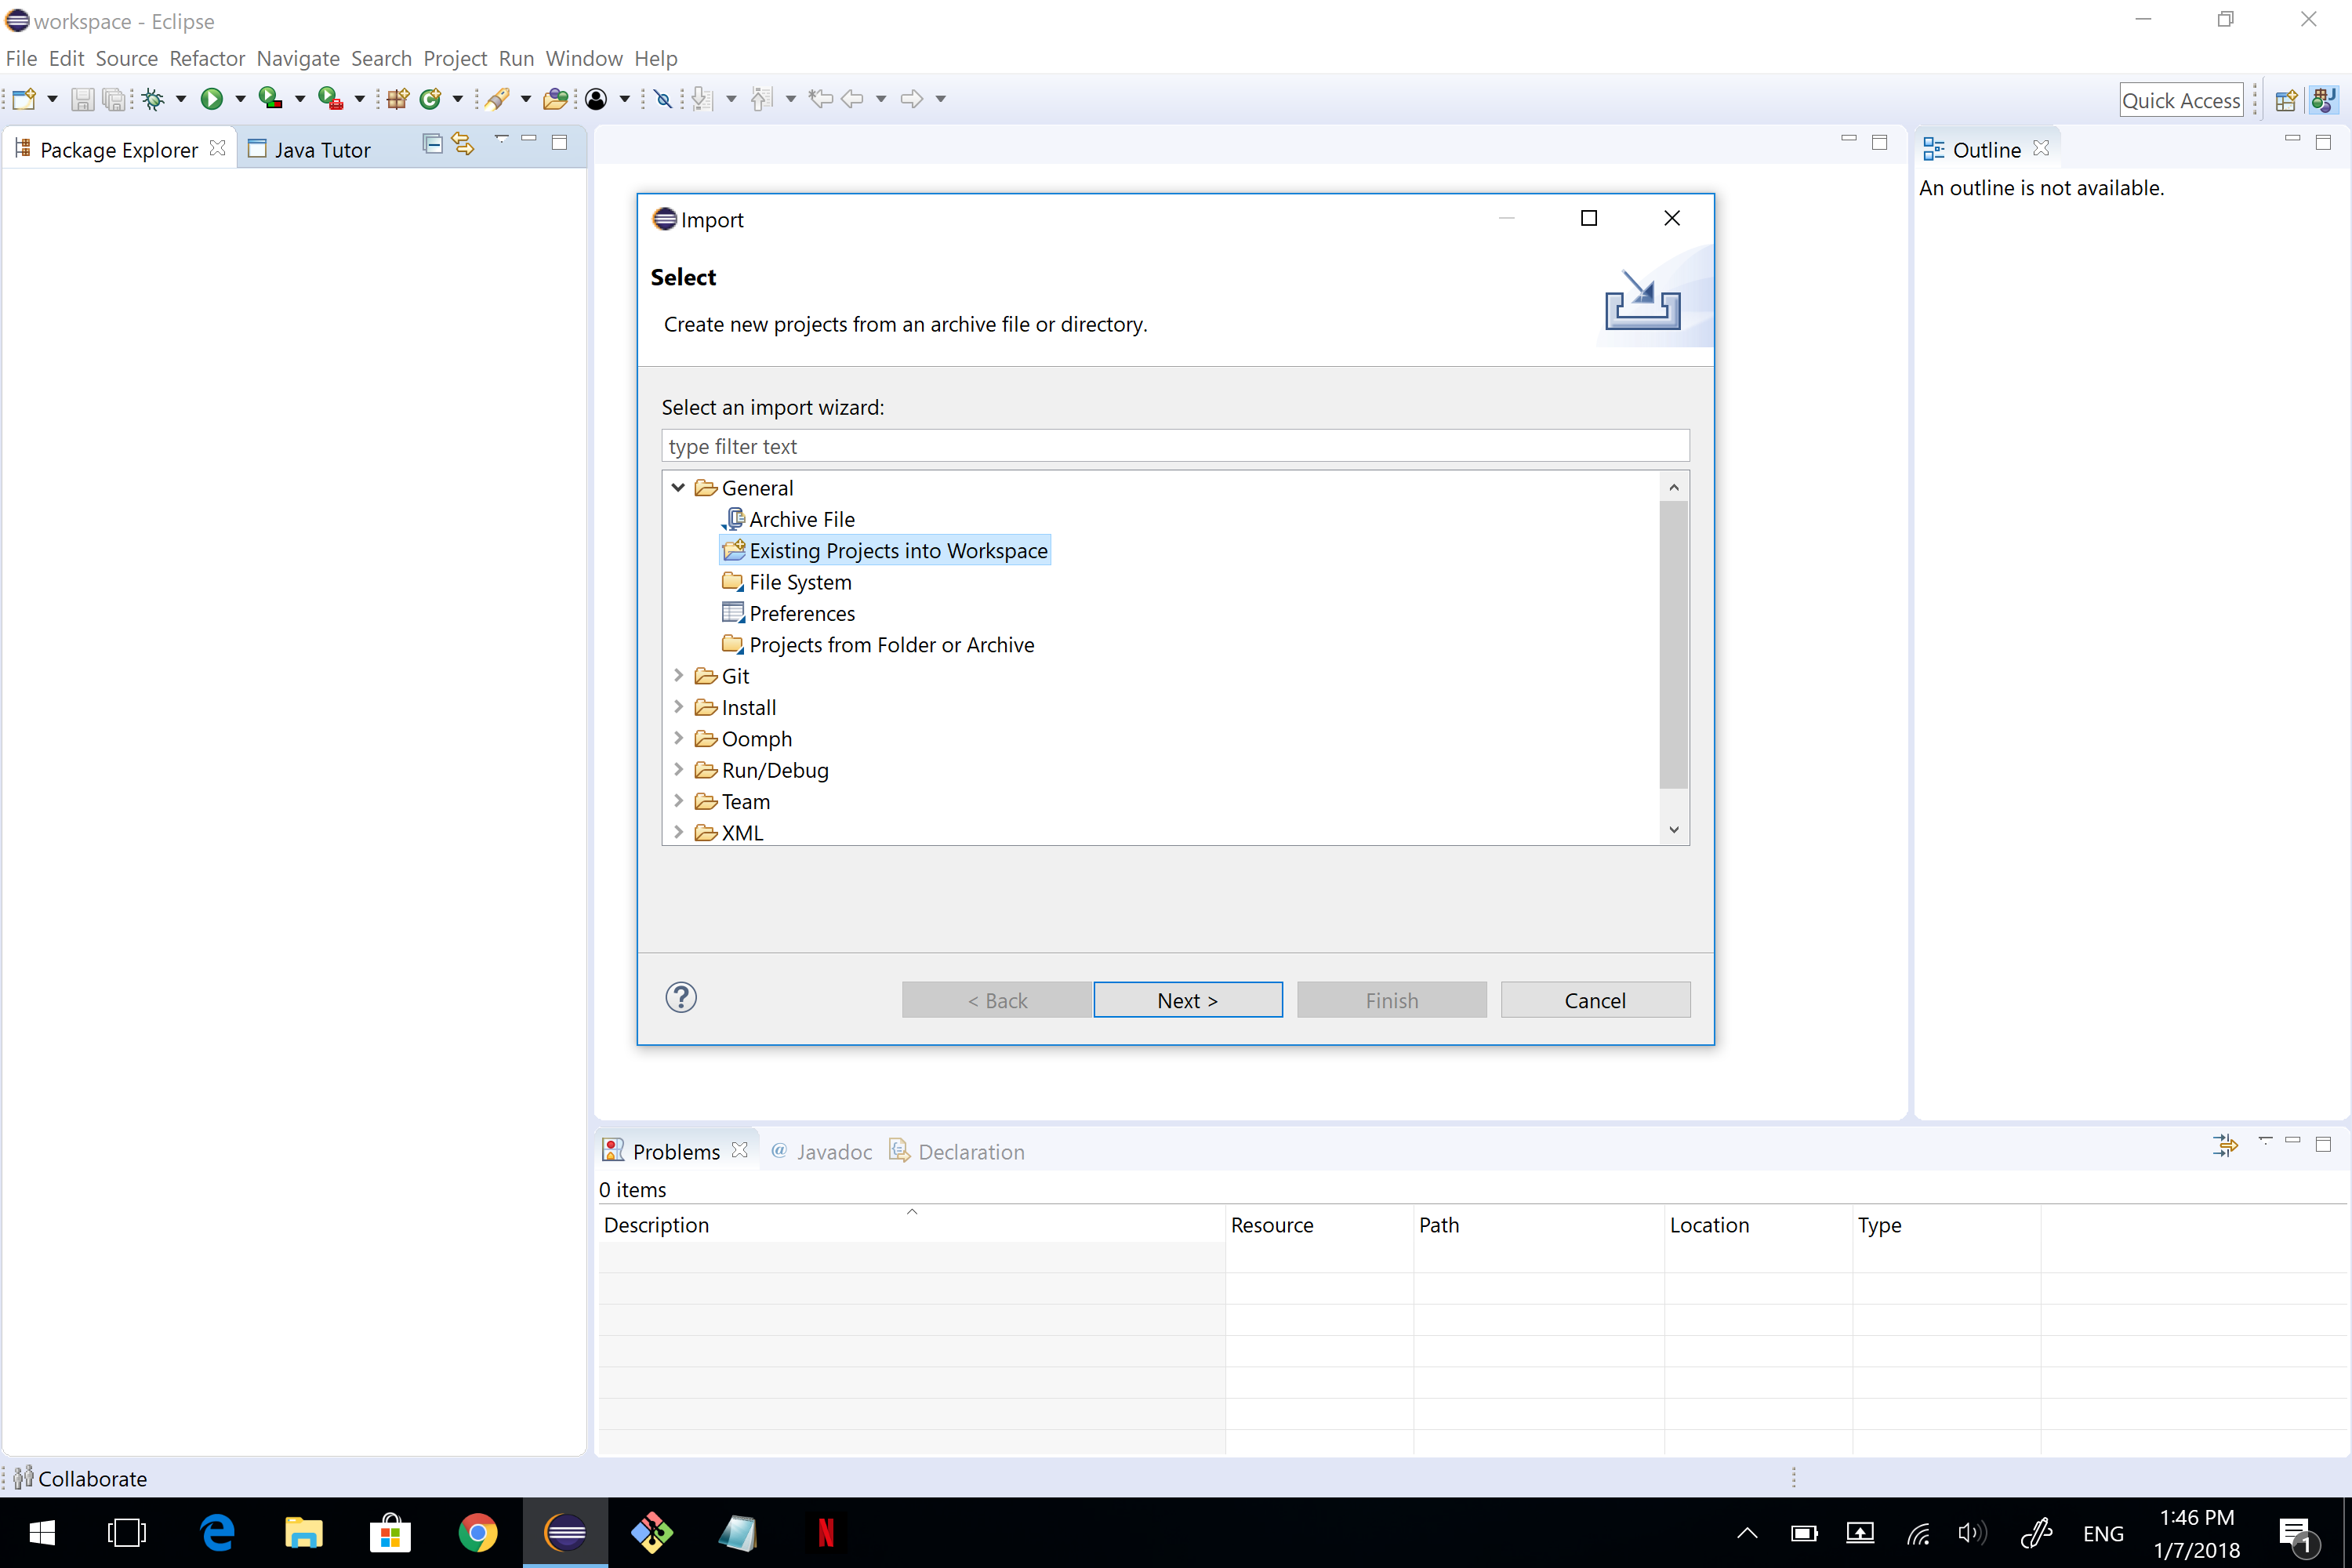 workspace - Eclipse
File Edit Source Refactor Navigate Search Project Run Window Help
Quick Access
Package Explorer
Java Tutor
Outline
An outline is not available.
Import
Select
Create new projects from an archive file or directory.
Select an import wizard:
type filter text
General
Archive File
Existing Projects into Workspace
File System
Preferences
Projects from Folder or Archive
Git
Install
Oomph
Run/Debug
Team
XML
?
< Back
Next >
Finish
Cancel
Problems
@ Javadoc
Declaration
0 items
Description Resource Path Location Type
Collaborate
ENG
1:46 PM
1/7/2018
1